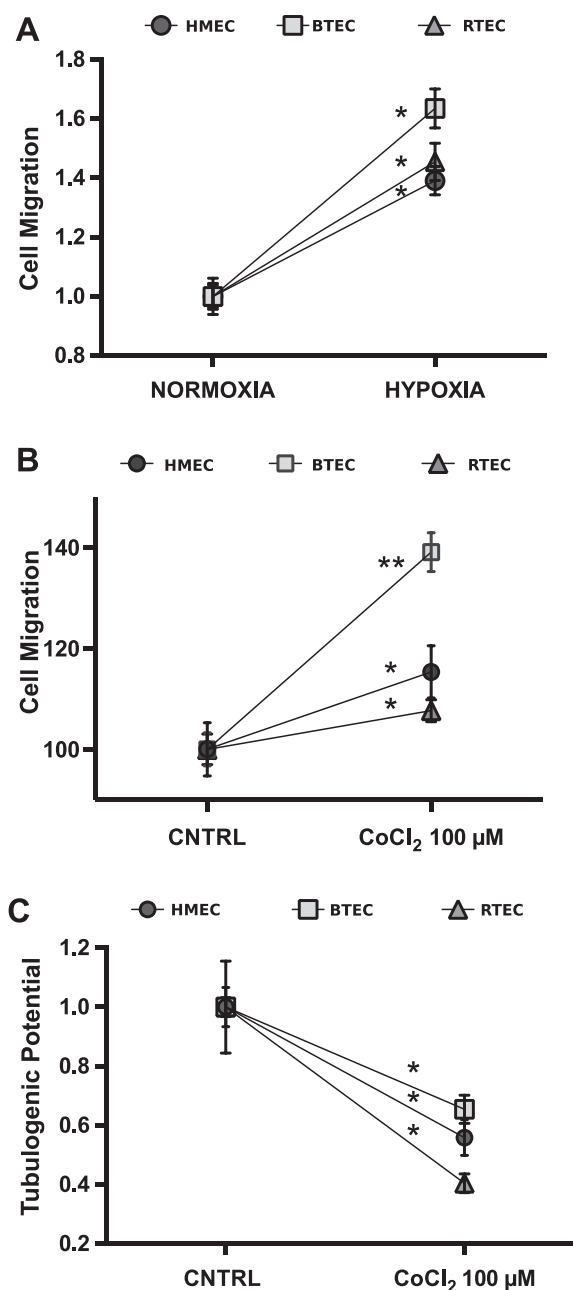 A
HMEC BTEC RTEC
1.8
1.6
1.4
1.2
1.0
0.8
Cell Migration
*
*
*
NORMOXIA HYPOXIA
B
HMEC BTEC RTEC
140
120
100
Cell Migration
**
*
*
CNTRL CoCl₂ 100 µM
C
HMEC BTEC RTEC
1.2
1.0
0.8
0.6
0.4
0.2
Tubulogenic Potential
*
*
*
CNTRL CoCl₂ 100 µM